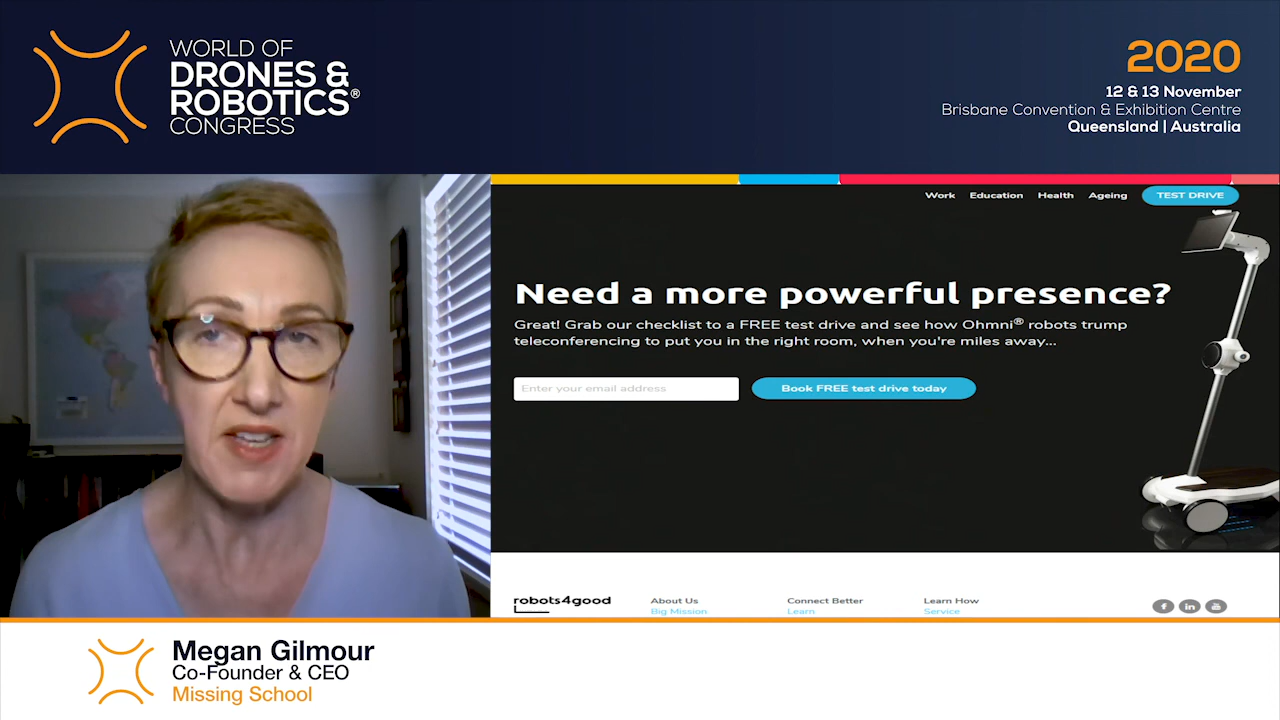 WORLD OF
DRONES &
ROBOTICS®
CONGRESS
2020
12 & 13 November
Brisbane Convention & Exhibition Centre
Queensland | Australia
Work Education Health Ageing TEST DRIVE
Need a more powerful presence?
Great! Grab our checklist to a FREE test drive and see how Ohmni® robots trump
teleconferencing to put you in the right room, when you're miles away...
Enter your email address
Book FREE test drive today
robots4good
About Us
Big Mission
Connect Better
Learn
Learn How
Service
f in You
Megan Gilmour
Co-Founder & CEO
Missing School